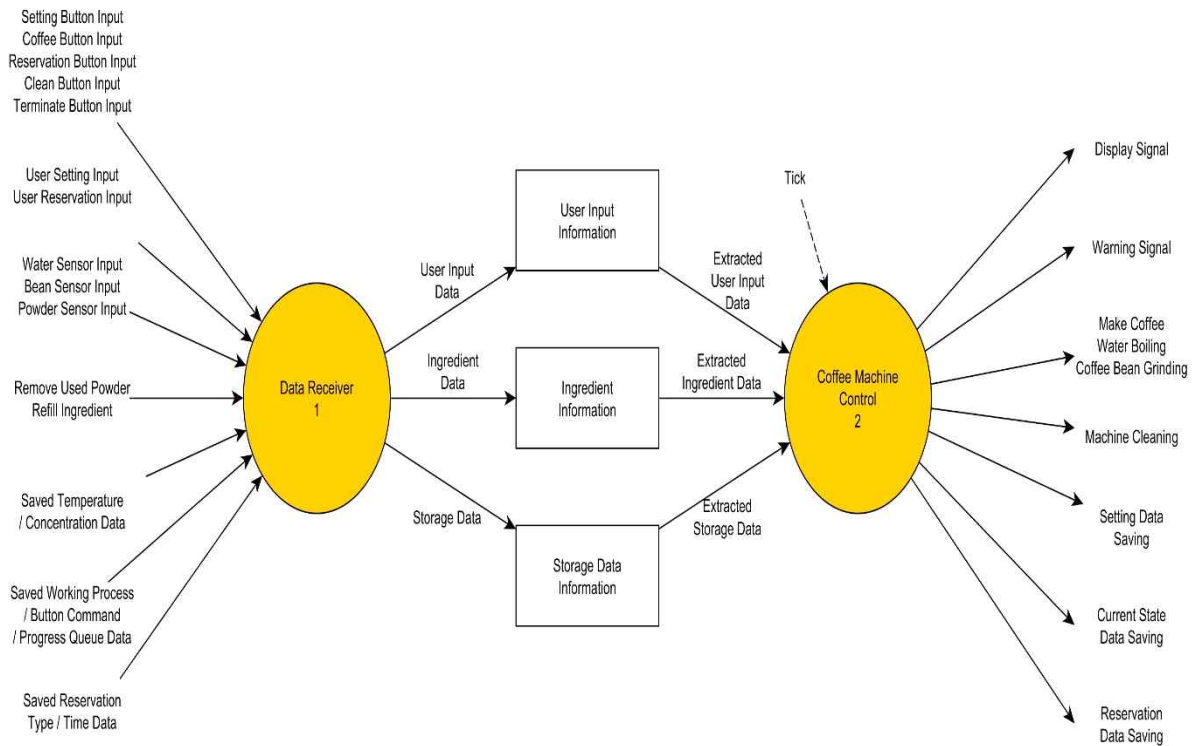 Setting Button Input
Coffee Button Input
Reservation Button Input
Clean Button Input
Terminate Button Input
User Setting Input
User Reservation Input
Water Sensor Input
Bean Sensor Input
Powder Sensor Input
Remove Used Powder
Refill Ingredient
Saved Temperature
/ Concentration Data
Saved Working Process
/ Button Command
/ Progress Queue Data
Saved Reservation
Type / Time Data
Data Receiver
1
User Input
Data
Ingredient
Data
Storage Data
User Input
Information
Ingredient
Information
Storage Data
Information
Extracted
User Input
Data
Extracted
Ingredient Data
Extracted
Storage Data
Tick
Coffee Machine
Control
2
Display Signal
Warning Signal
Make Coffee
Water Boiling
Coffee Bean Grinding
Machine Cleaning
Setting Data
Saving
Current State
Data Saving
Reservation
Data Saving